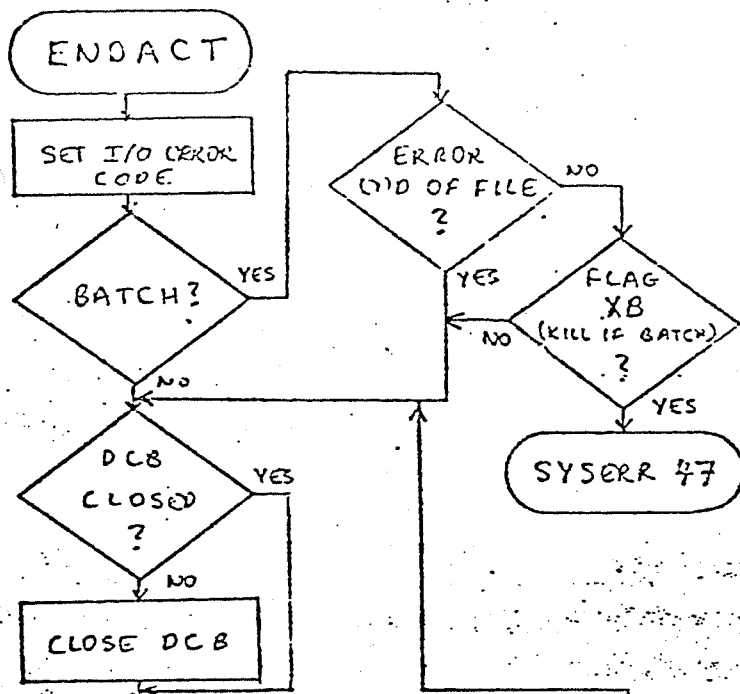 ENDACT
SET I/O ERROR
CODE
BATCH?
YES
NO
ERROR
(7)D OF FILE
?
NO
YES
FLAG
XB
(KILL IF BATCH)
?
NO
YES
SYSERR 47
DCB
CLOSED
?
YES
NO
CLOSE DCB